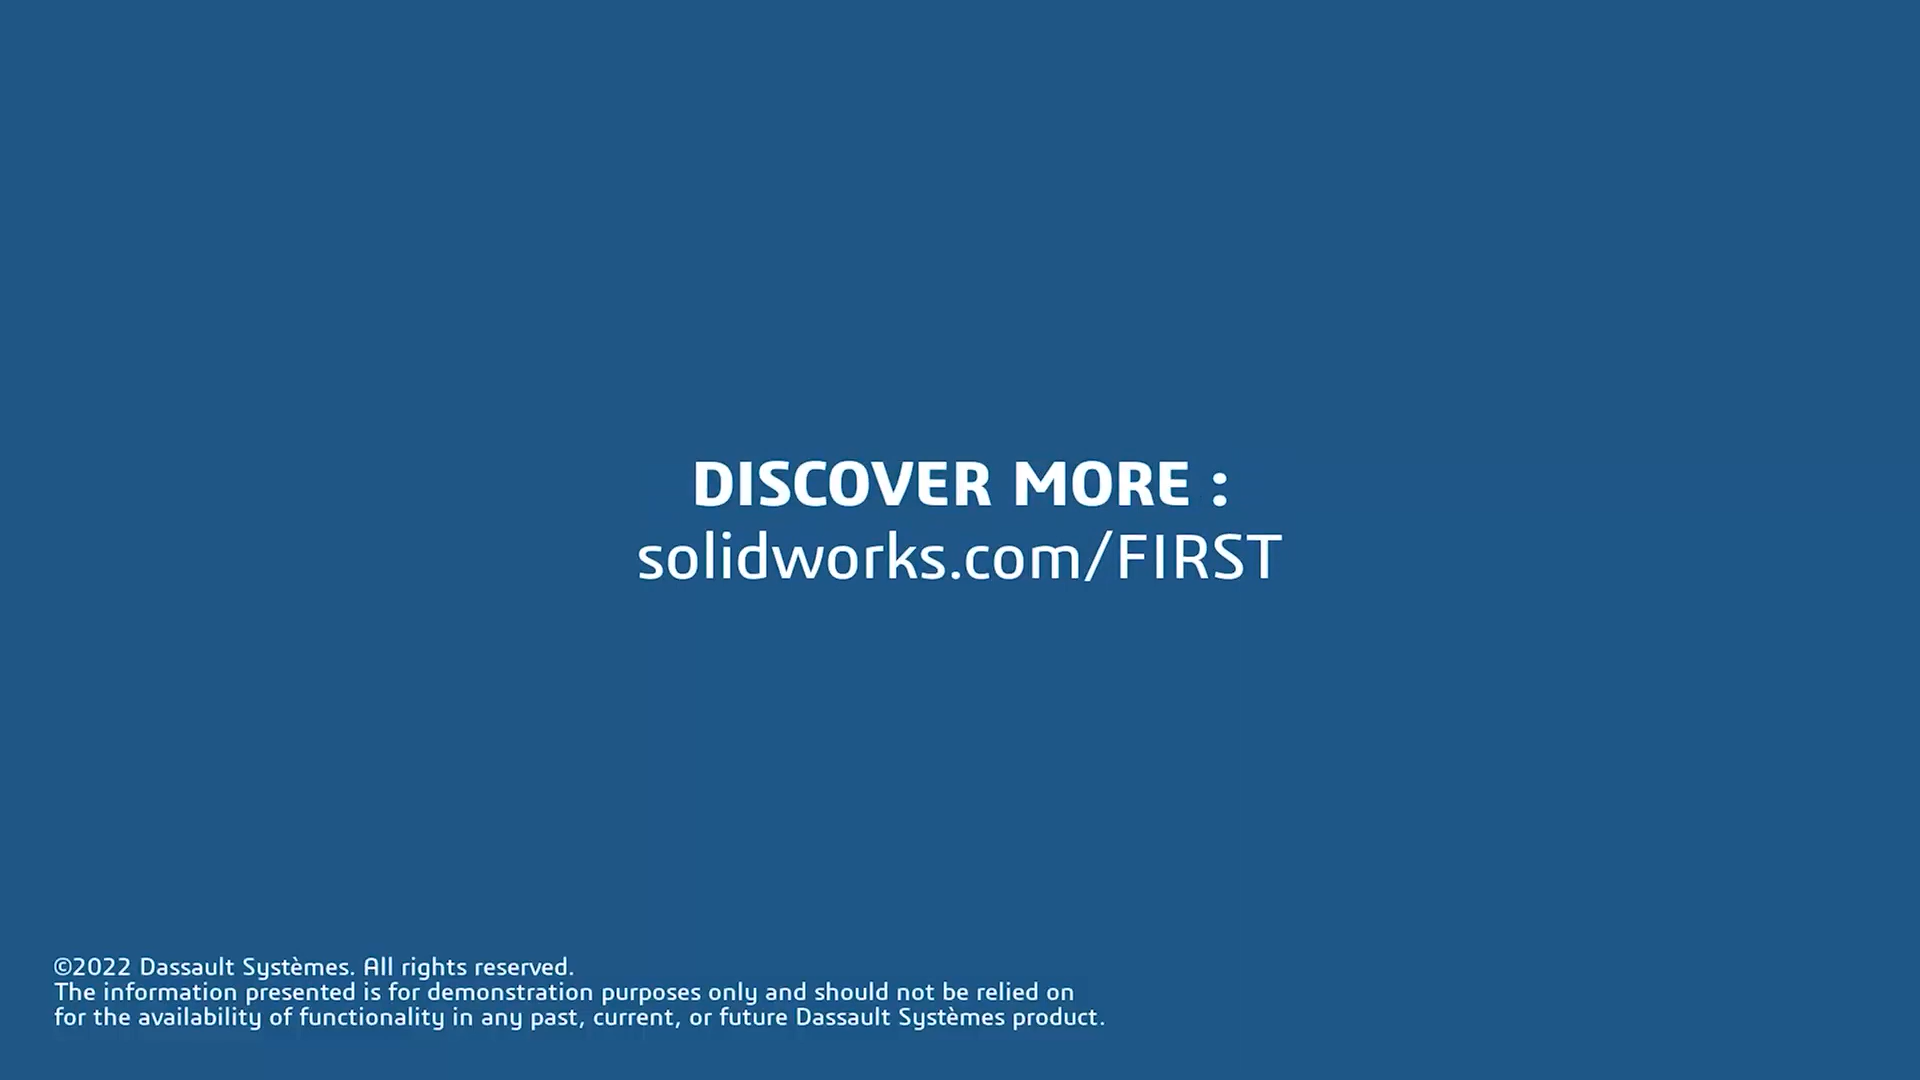 DISCOVER MORE :
solidworks.com/FIRST
©2022 Dassault Systèmes. All rights reserved.
The information presented is for demonstration purposes only and should not be relied on
for the availability of functionality in any past, current, or future Dassault Systèmes product.